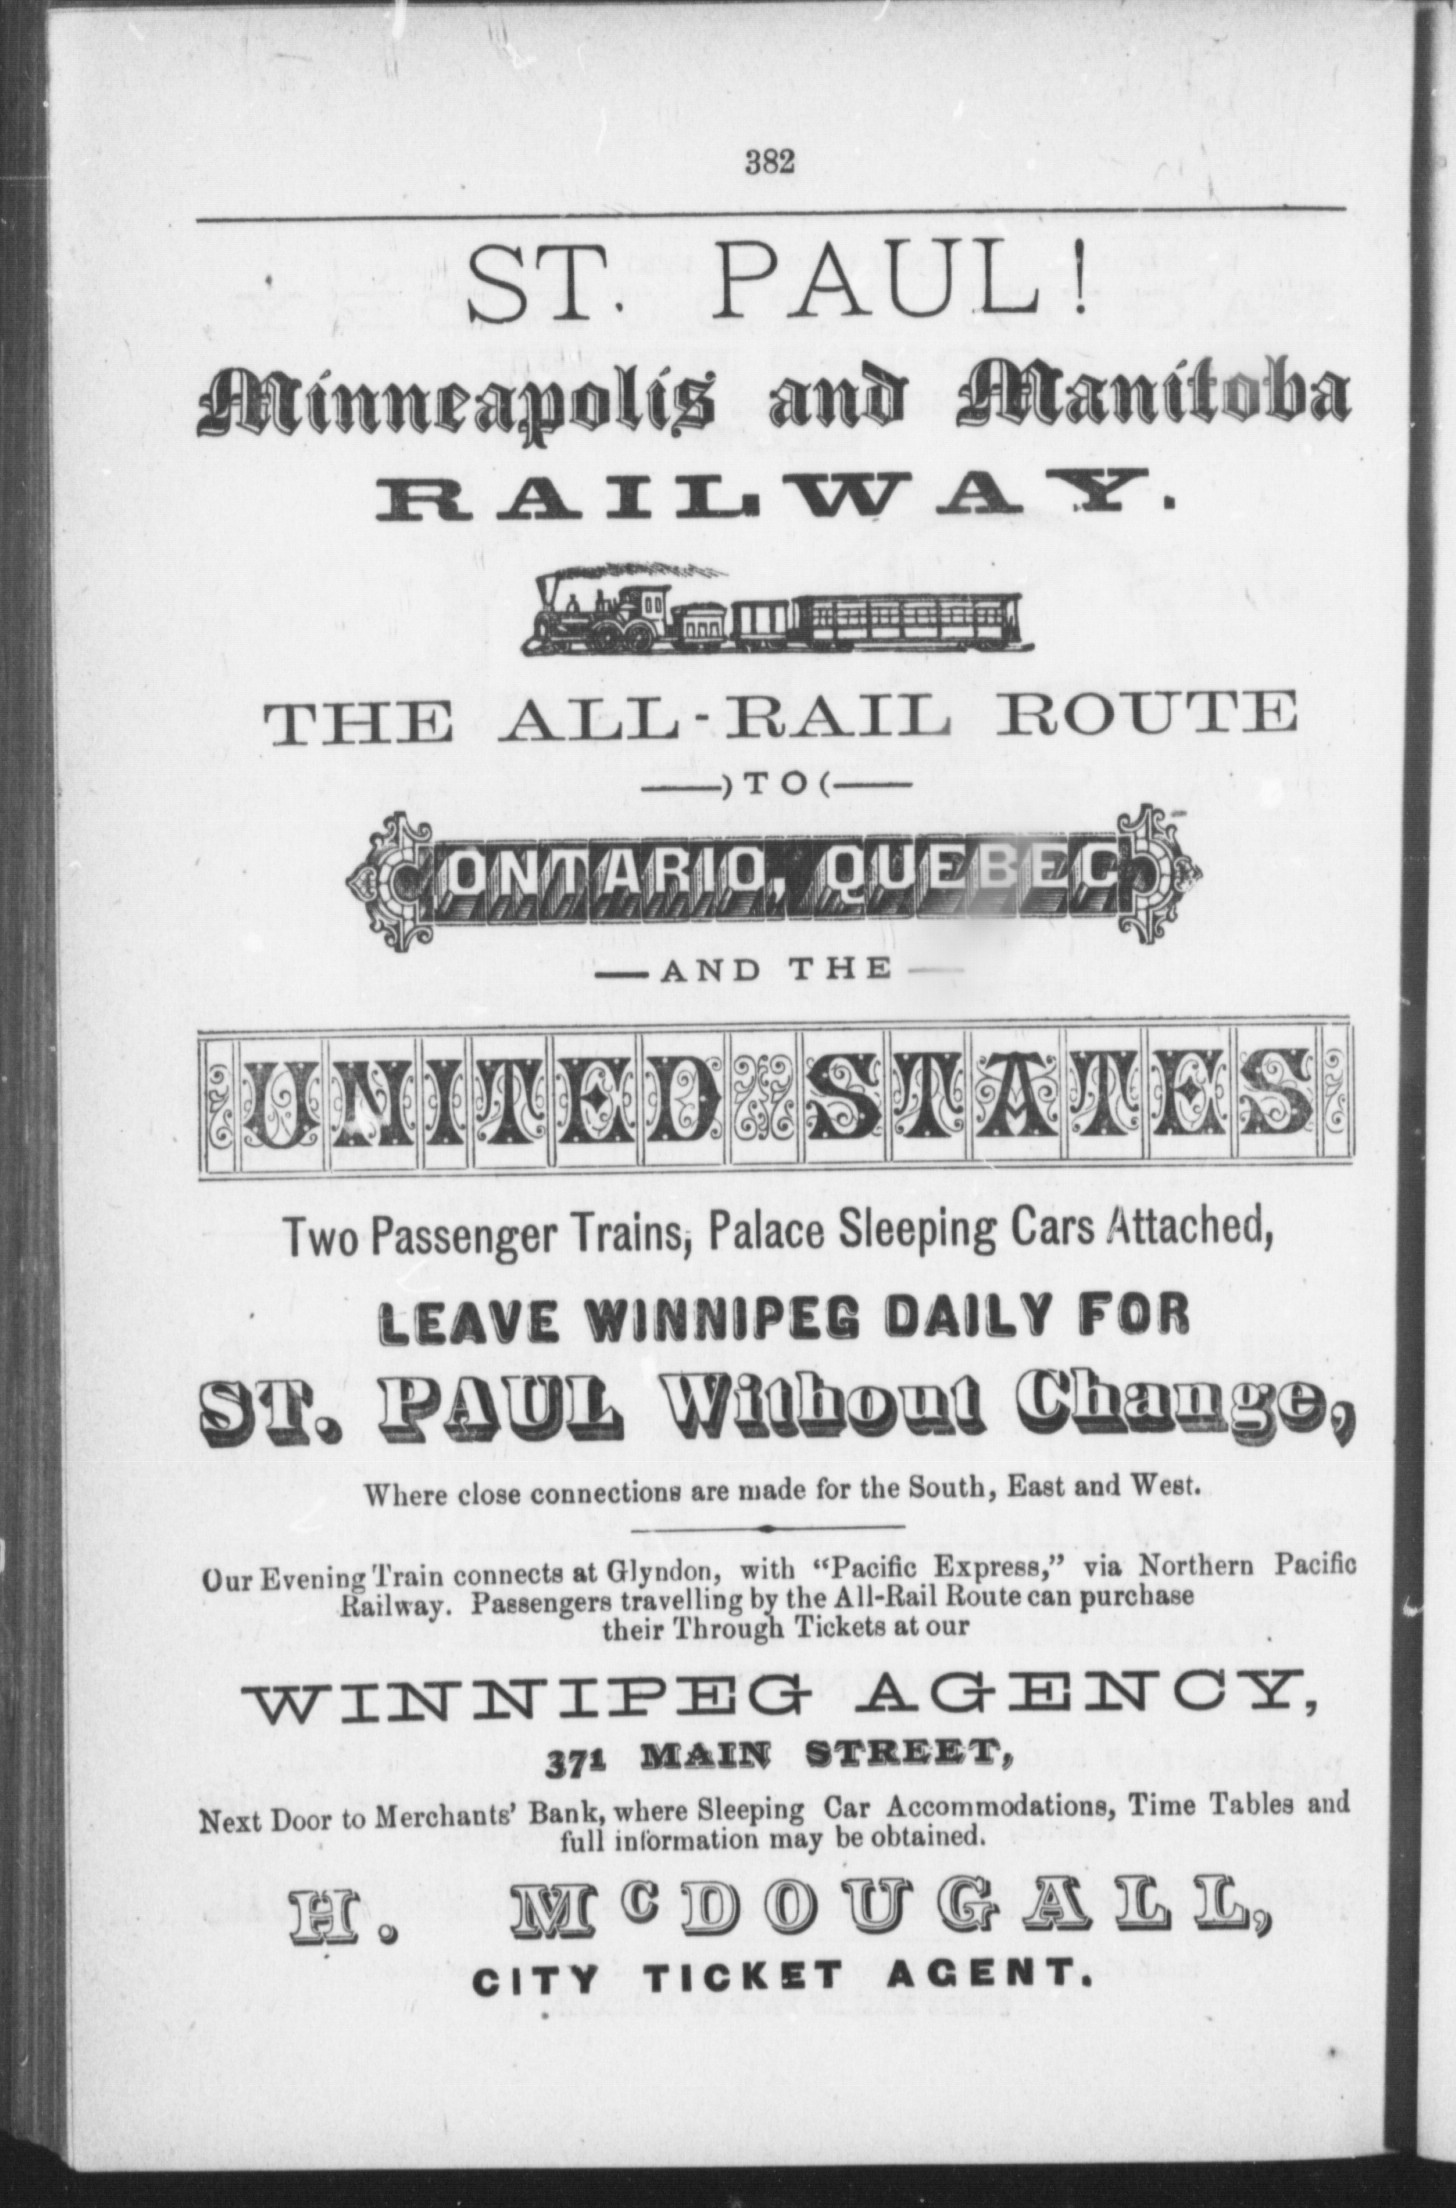 382
ST. PAUL!
Minneapolis and Manitoba
RAILWAY.
THE ALL-RAIL ROUTE
—)TO(—
ONTARIO, QUEBEC
—AND THE—
UNITED STATES
Two Passenger Trains, Palace Sleeping Cars Attached,
LEAVE WINNIPEG DAILY FOR
ST. PAUL Without Change,
Where close connections are made for the South, East and West.
Our Evening Train connects at Glyndon, with “Pacific Express,” via Northern Pacific
Railway. Passengers travelling by the All-Rail Route can purchase
their Through Tickets at our
WINNIPEG AGENCY,
371 MAIN STREET,
Next Door to Merchants’ Bank, where Sleeping Car Accommodations, Time Tables and
full information may be obtained.
H. McDOUGALL,
CITY TICKET AGENT.